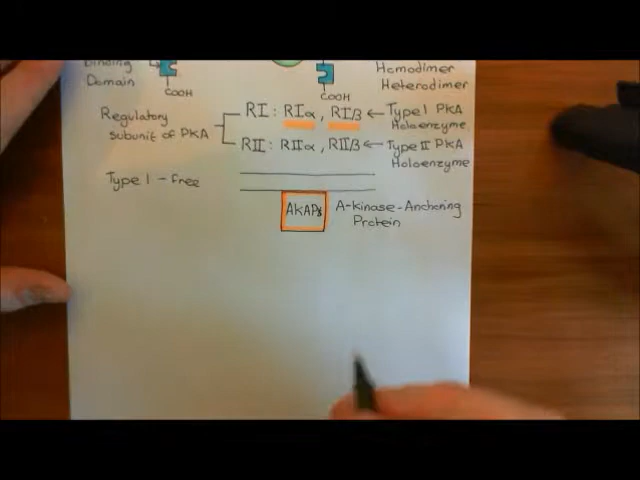 Binding
Domain
COOH
COOH
Homodimer
Heterodimer
Regulatory
subunit of PKA
RI : RIα, RIβ ← Type I PKA
Holoenzyme
RII : RIIα, RIIβ ← Type II PKA
Holoenzyme
Type I - free
AKAPs
A-kinase-Anchoring
Protein